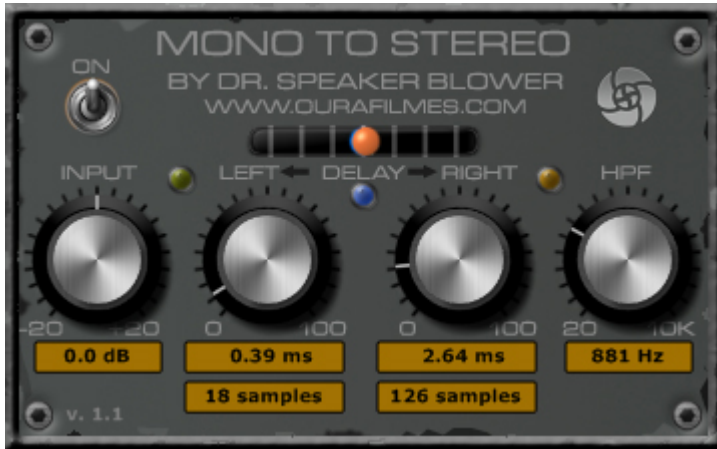 MONO TO STEREO
ON
BY DR. SPEAKER BLOWER
WWW.OURAFILMES.COM
INPUT LEFT DELAY RIGHT HPF
-20 +20 0 100 0 100 20 10K
0.0 dB 0.39 ms 2.64 ms 881 Hz
18 samples 126 samples
v. 1.1